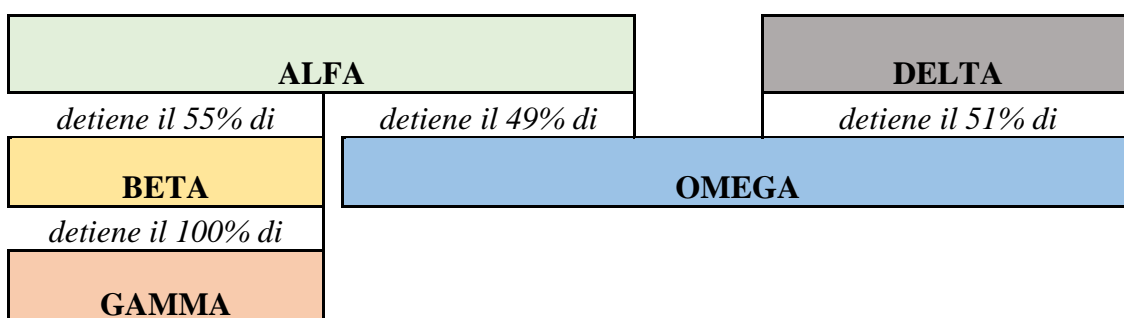 ALFA DELTA
detiene il 55% di detiene il 49% di detiene il 51% di
BETA OMEGA
detiene il 100% di
GAMMA